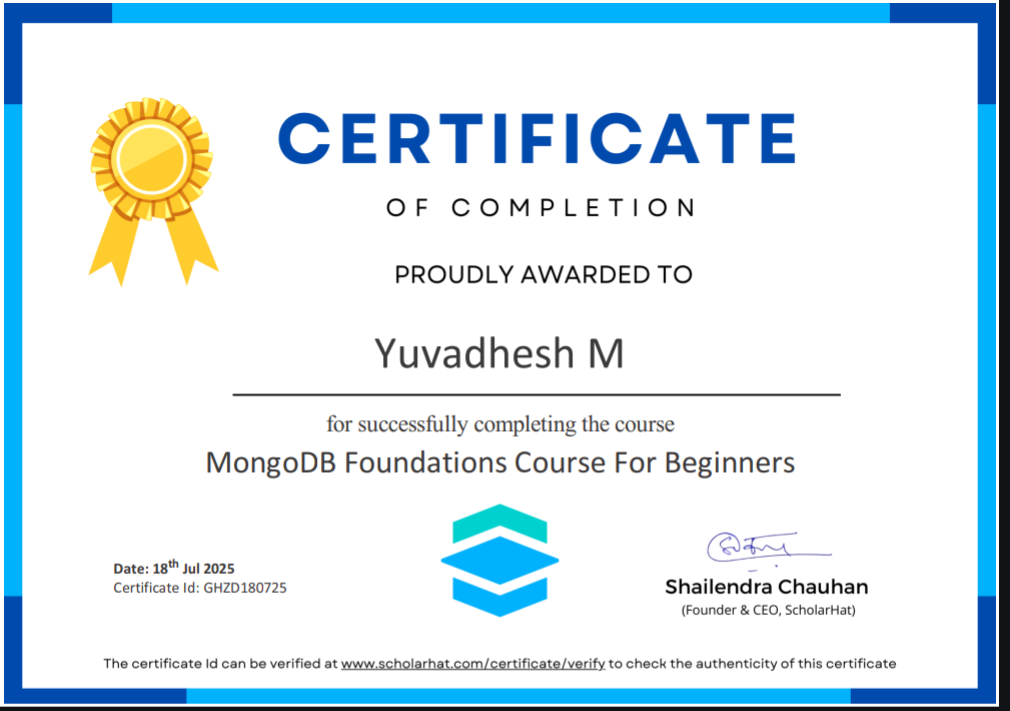 CERTIFICATE
OF COMPLETION
PROUDLY AWARDED TO
Yuvadhesh M
for successfully completing the course
MongoDB Foundations Course For Beginners
Date: 18th Jul 2025
Certificate Id: GHZD180725
Shailendra Chauhan
(Founder & CEO, ScholarHat)
The certificate Id can be verified at www.scholarhat.com/certificate/verify to check the authenticity of this certificate